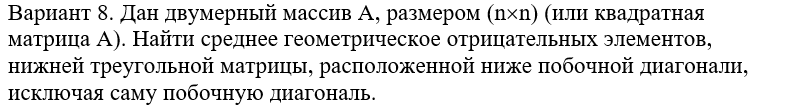 Вариант 8. Дан двумерный массив А, размером (n×n) (или квадратная
матрица А). Найти среднее геометрическое отрицательных элементов,
нижней треугольной матрицы, расположенной ниже побочной диагонали,
исключая саму побочную диагональ.